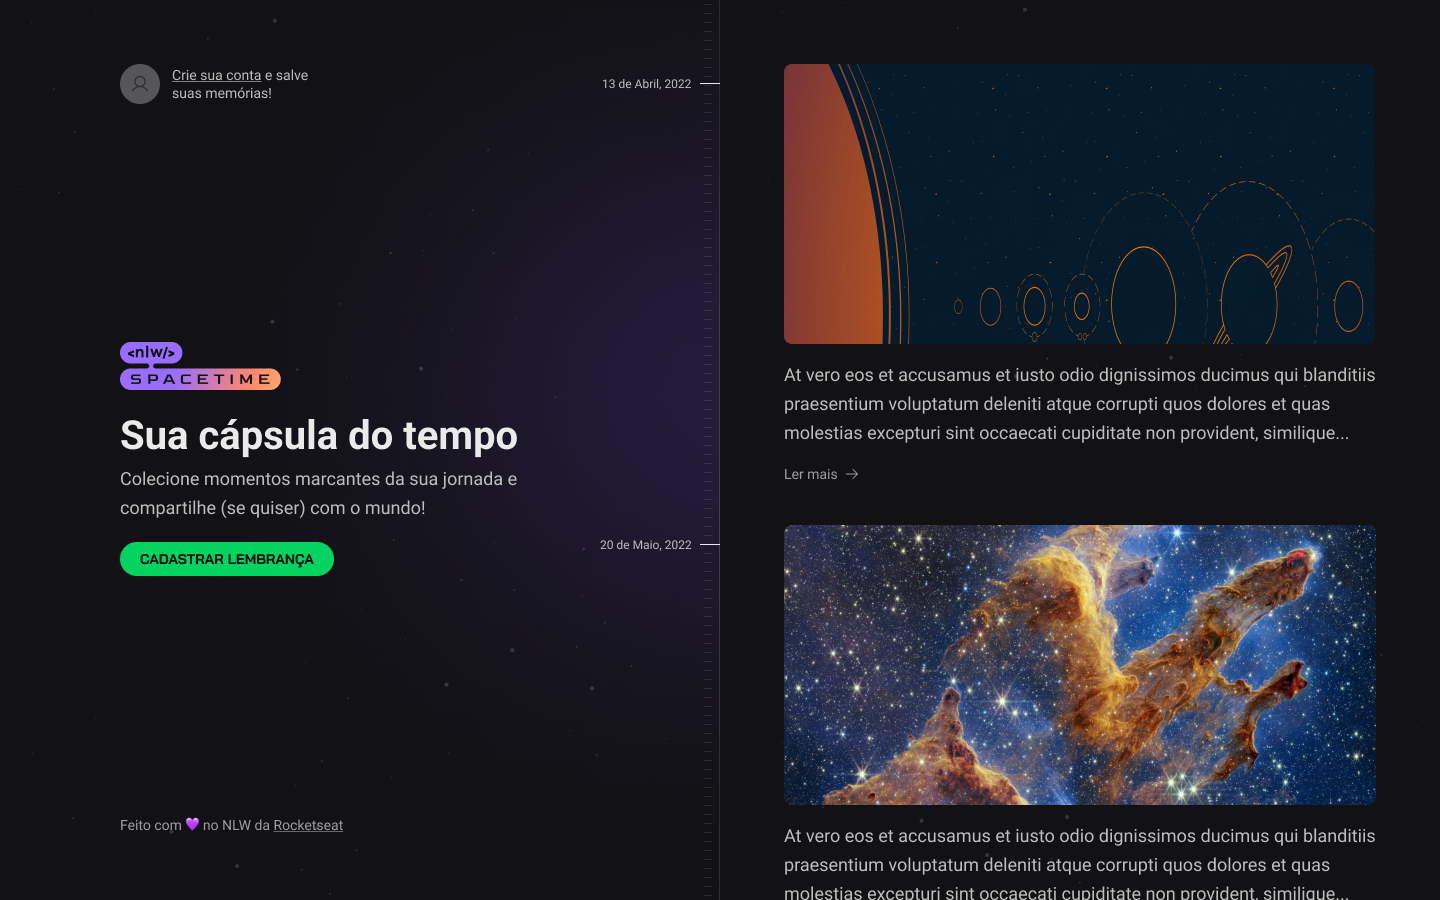 Crie sua conta e salve
suas memórias!
13 de Abril, 2022
<nlw/>
SPACETIME
Sua cápsula do tempo
Colecione momentos marcantes da sua jornada e
compartilhe (se quiser) com o mundo!
20 de Maio, 2022
CADASTRAR LEMBRANÇA
Feito com 💜 no NLW da Rocketseat
At vero eos et accusamus et iusto odio dignissimos ducimus qui blanditiis
praesentium voluptatum deleniti atque corrupti quos dolores et quas
molestias excepturi sint occaecati cupiditate non provident, similique...
Ler mais →
At vero eos et accusamus et iusto odio dignissimos ducimus qui blanditiis
praesentium voluptatum deleniti atque corrupti quos dolores et quas
molestias excepturi sint occaecati cupiditate non provident, similique...